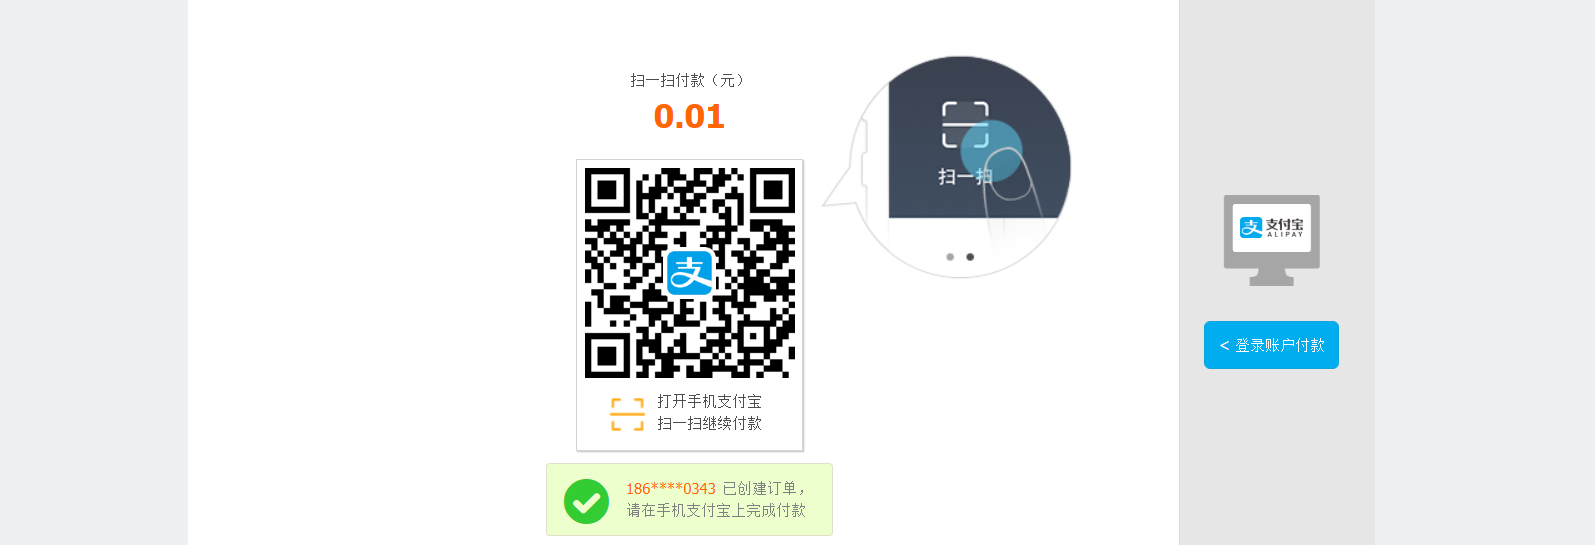 扫一扫付款（元）
0.01
扫一扫
支
打开手机支付宝
扫一扫继续付款
186****0343 已创建订单，
请在手机支付宝上完成付款
支 支付宝
ALIPAY
< 登录账户付款